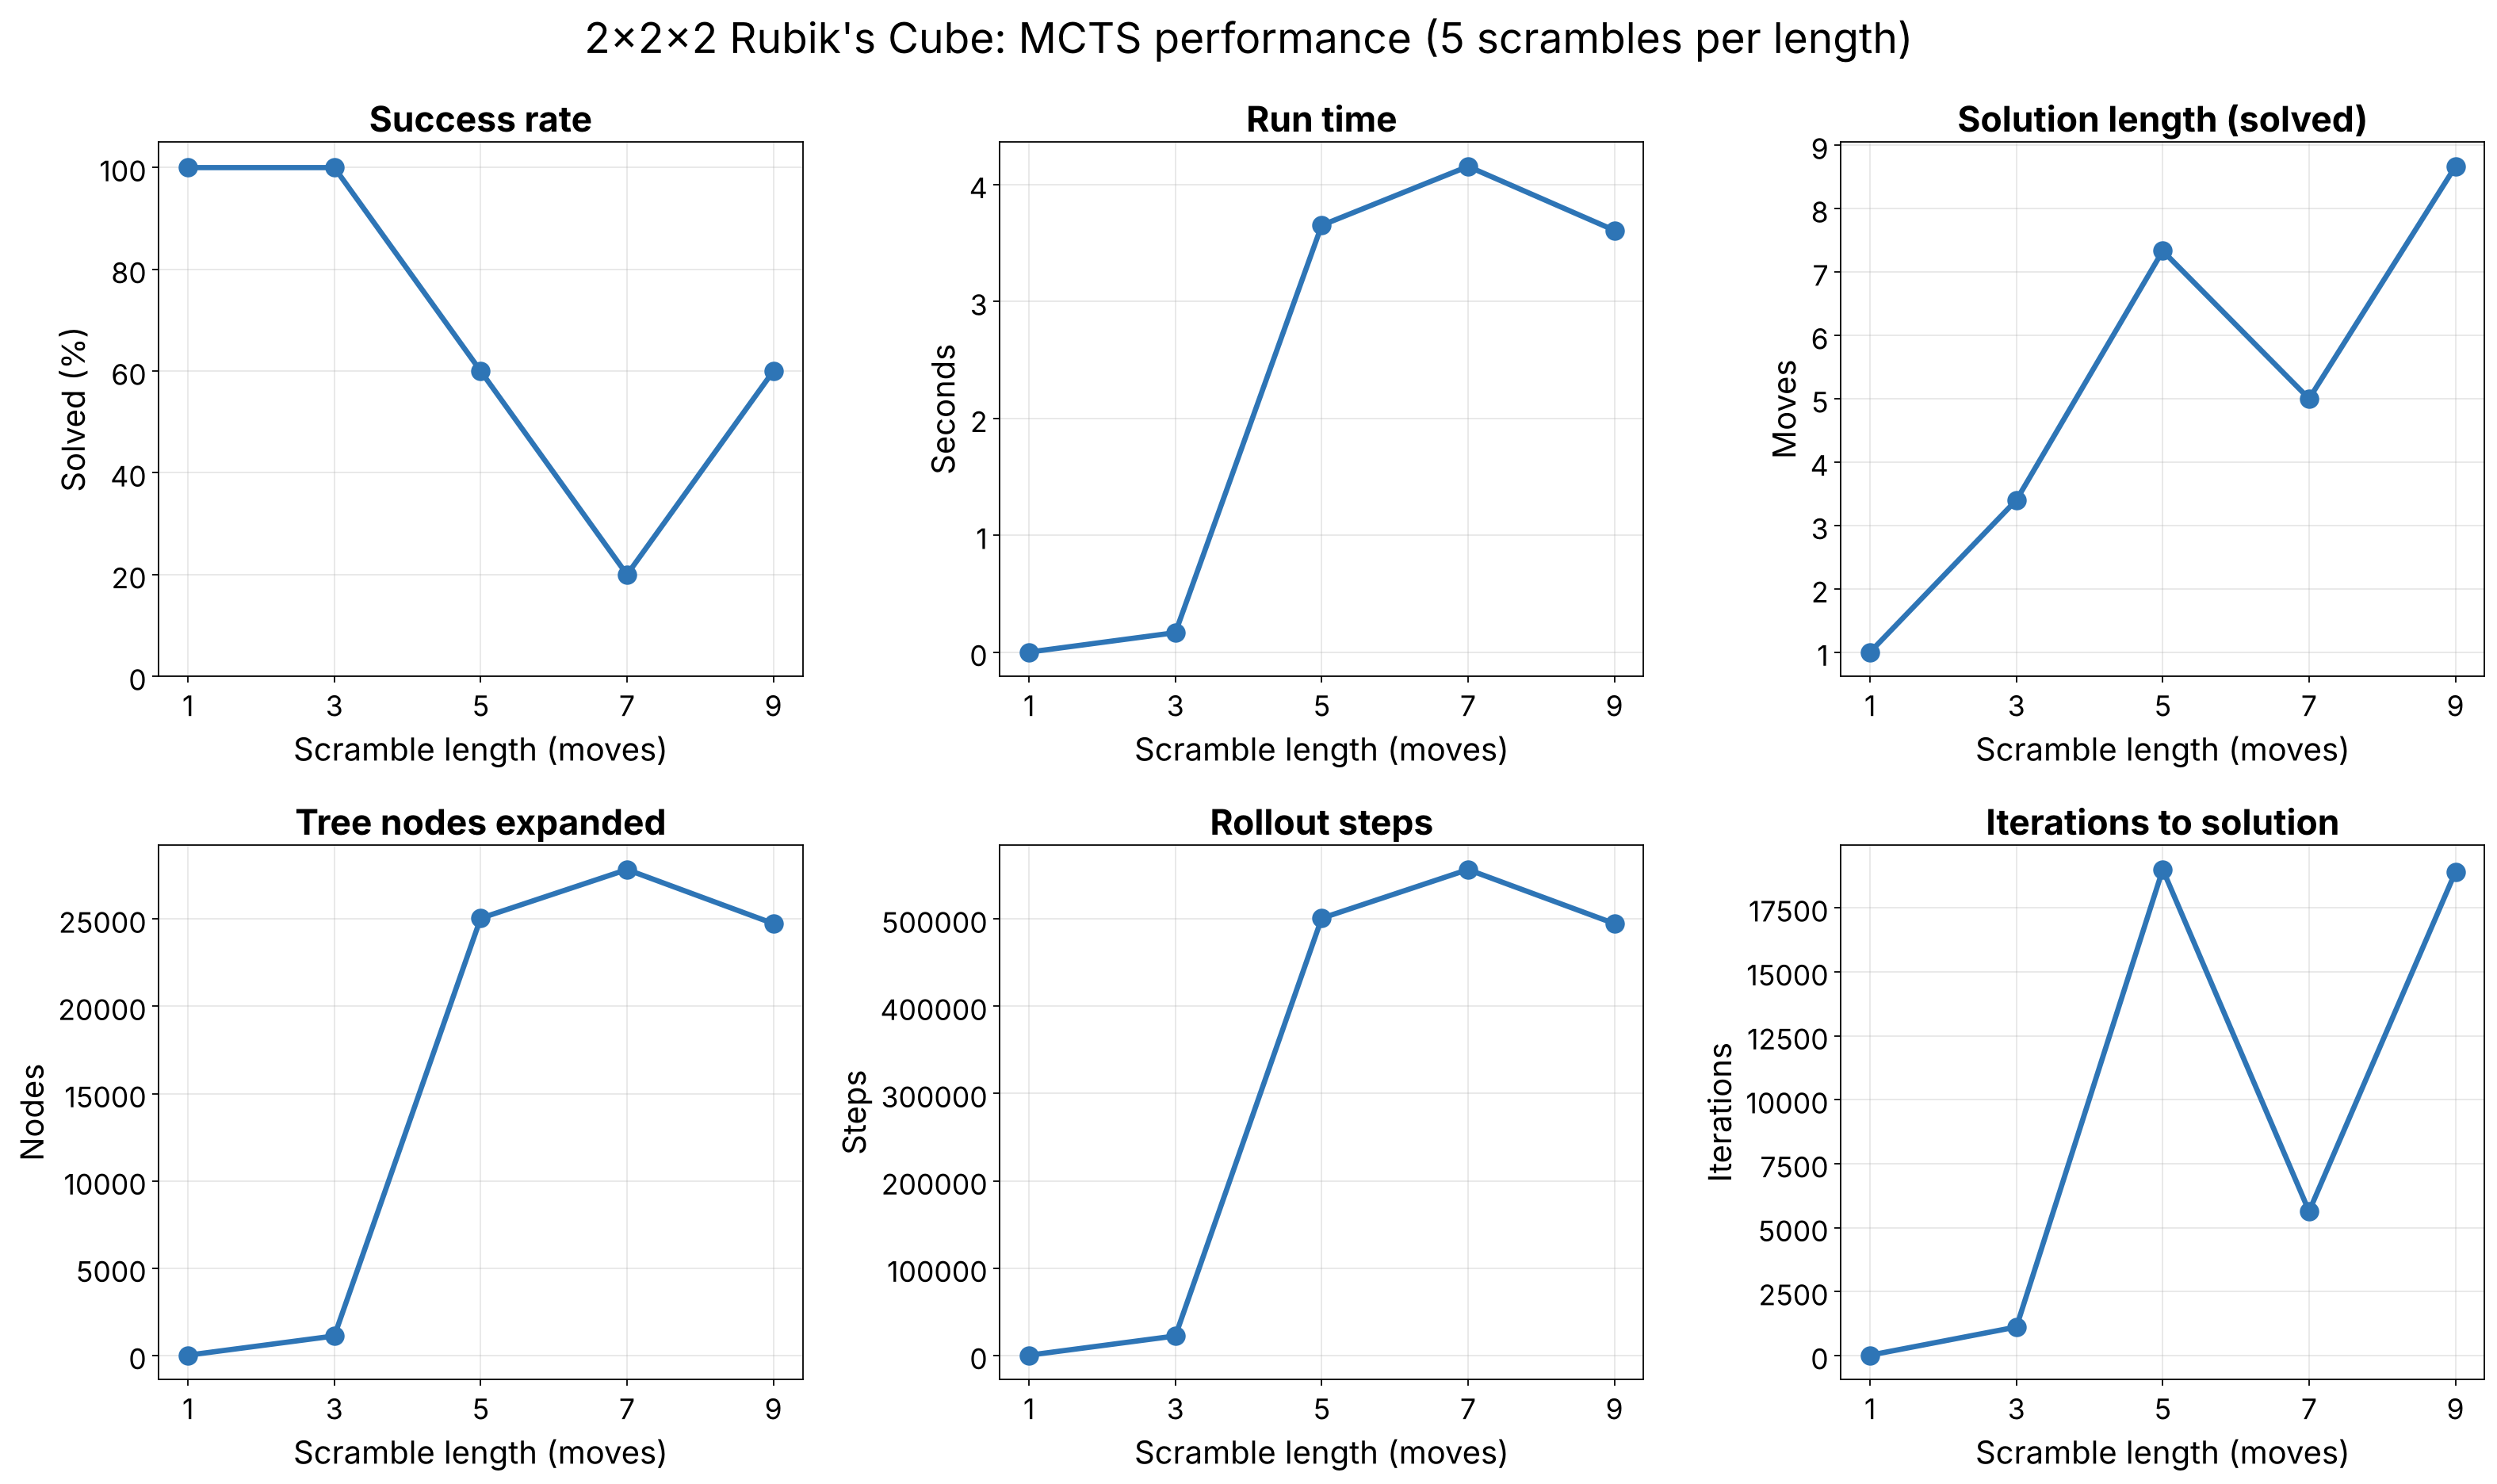 2×2×2 Rubik's Cube: MCTS performance (5 scrambles per length)
Success rate
Solved (%)
100
80
60
40
20
0
1 3 5 7 9
Scramble length (moves)
Run time
Seconds
4
3
2
1
0
1 3 5 7 9
Scramble length (moves)
Solution length (solved)
Moves
9
8
7
6
5
4
3
2
1
1 3 5 7 9
Scramble length (moves)
Tree nodes expanded
Nodes
25000
20000
15000
10000
5000
0
1 3 5 7 9
Scramble length (moves)
Rollout steps
Steps
500000
400000
300000
200000
100000
0
1 3 5 7 9
Scramble length (moves)
Iterations to solution
Iterations
17500
15000
12500
10000
7500
5000
2500
0
1 3 5 7 9
Scramble length (moves)